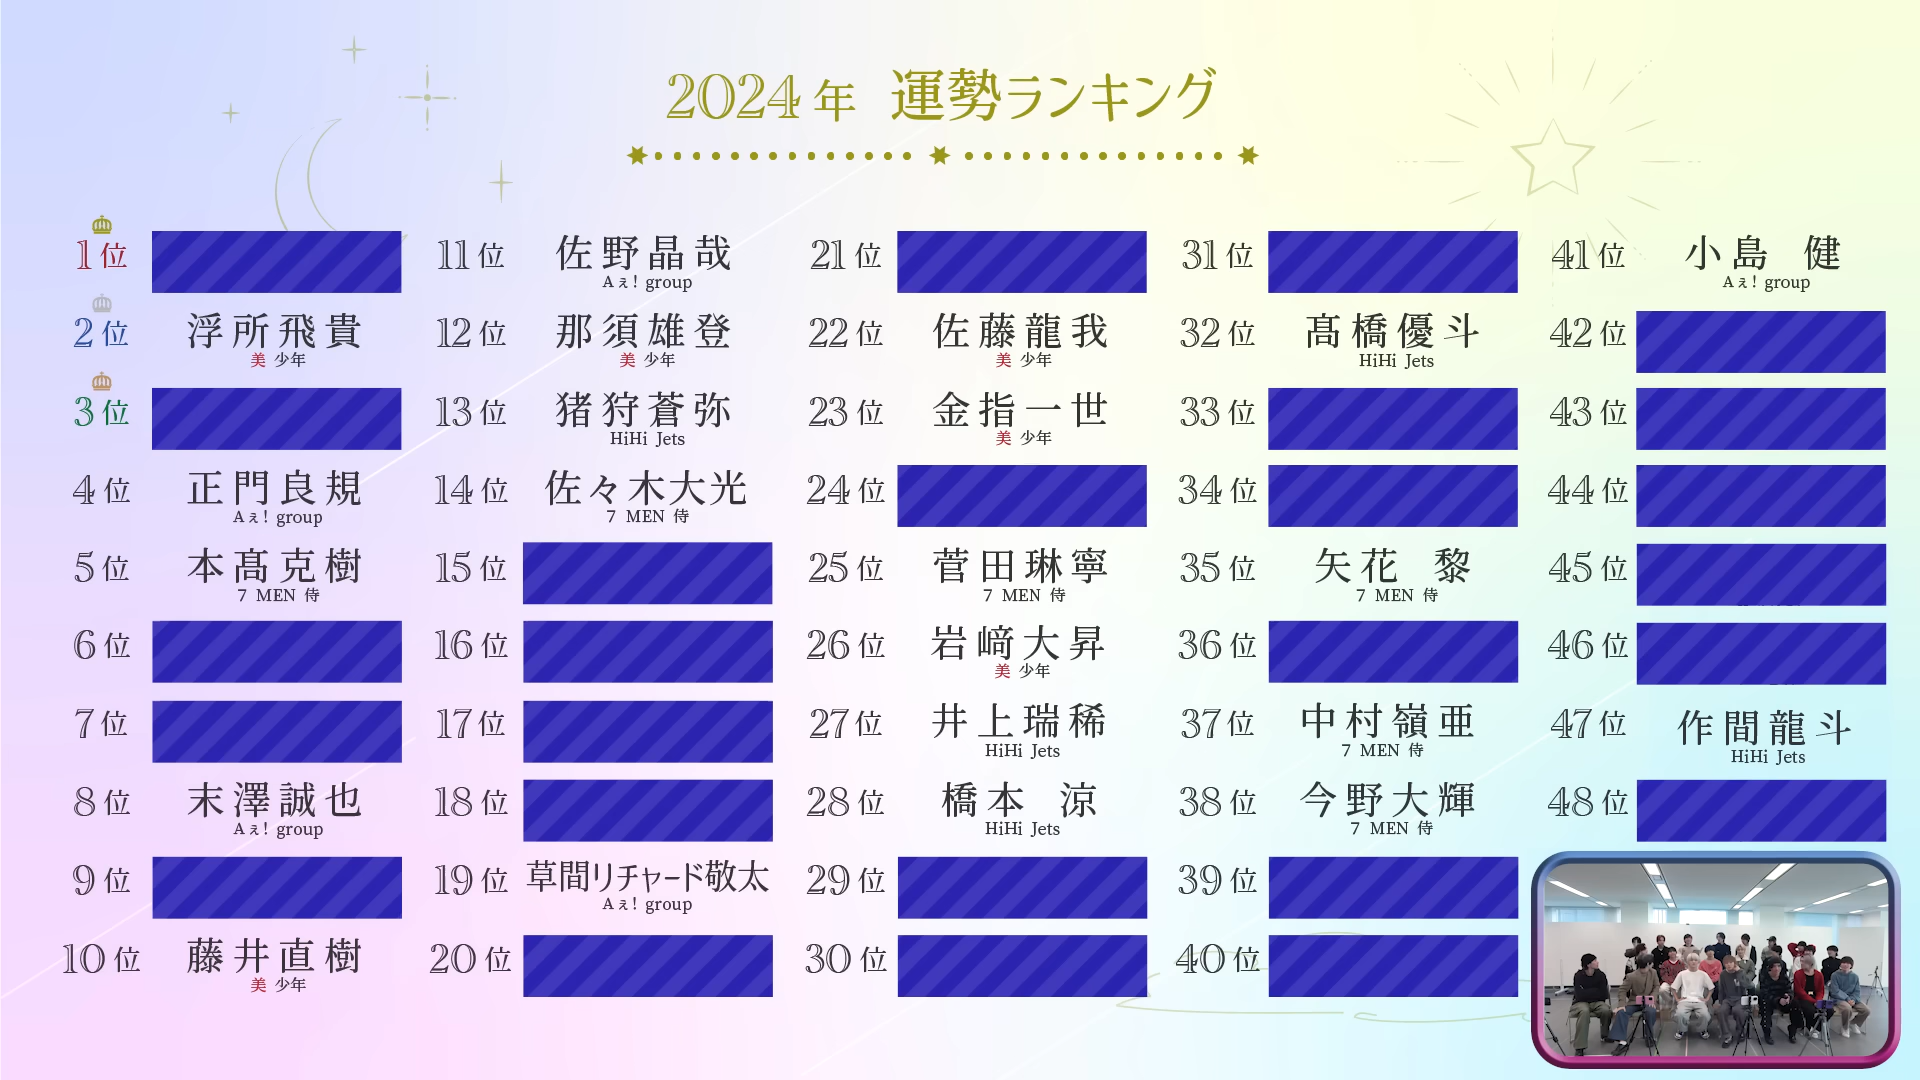 2024年 運勢ランキング
1位
2位 浮所飛貴
美 少年
3位
4位 正門良規
Aぇ! group
5位 本髙克樹
7 MEN 侍
6位
7位
8位 末澤誠也
Aぇ! group
9位
10位 藤井直樹
美 少年
11位 佐野晶哉
Aぇ! group
12位 那須雄登
美 少年
13位 猪狩蒼弥
HiHi Jets
14位 佐々木大光
7 MEN 侍
15位
16位
17位
18位
19位 草間リチャード敬太
Aぇ! group
20位
21位
22位 佐藤龍我
美 少年
23位 金指一世
美 少年
24位
25位 菅田琳寧
7 MEN 侍
26位 岩﨑大昇
美 少年
27位 井上瑞稀
HiHi Jets
28位 橋本 涼
HiHi Jets
29位
30位
31位
32位 髙橋優斗
HiHi Jets
33位
34位
35位 矢花 黎
7 MEN 侍
36位
37位 中村嶺亜
7 MEN 侍
38位 今野大輝
7 MEN 侍
39位
40位
41位 小島 健
Aぇ! group
42位
43位
44位
45位
46位
47位 作間龍斗
HiHi Jets
48位